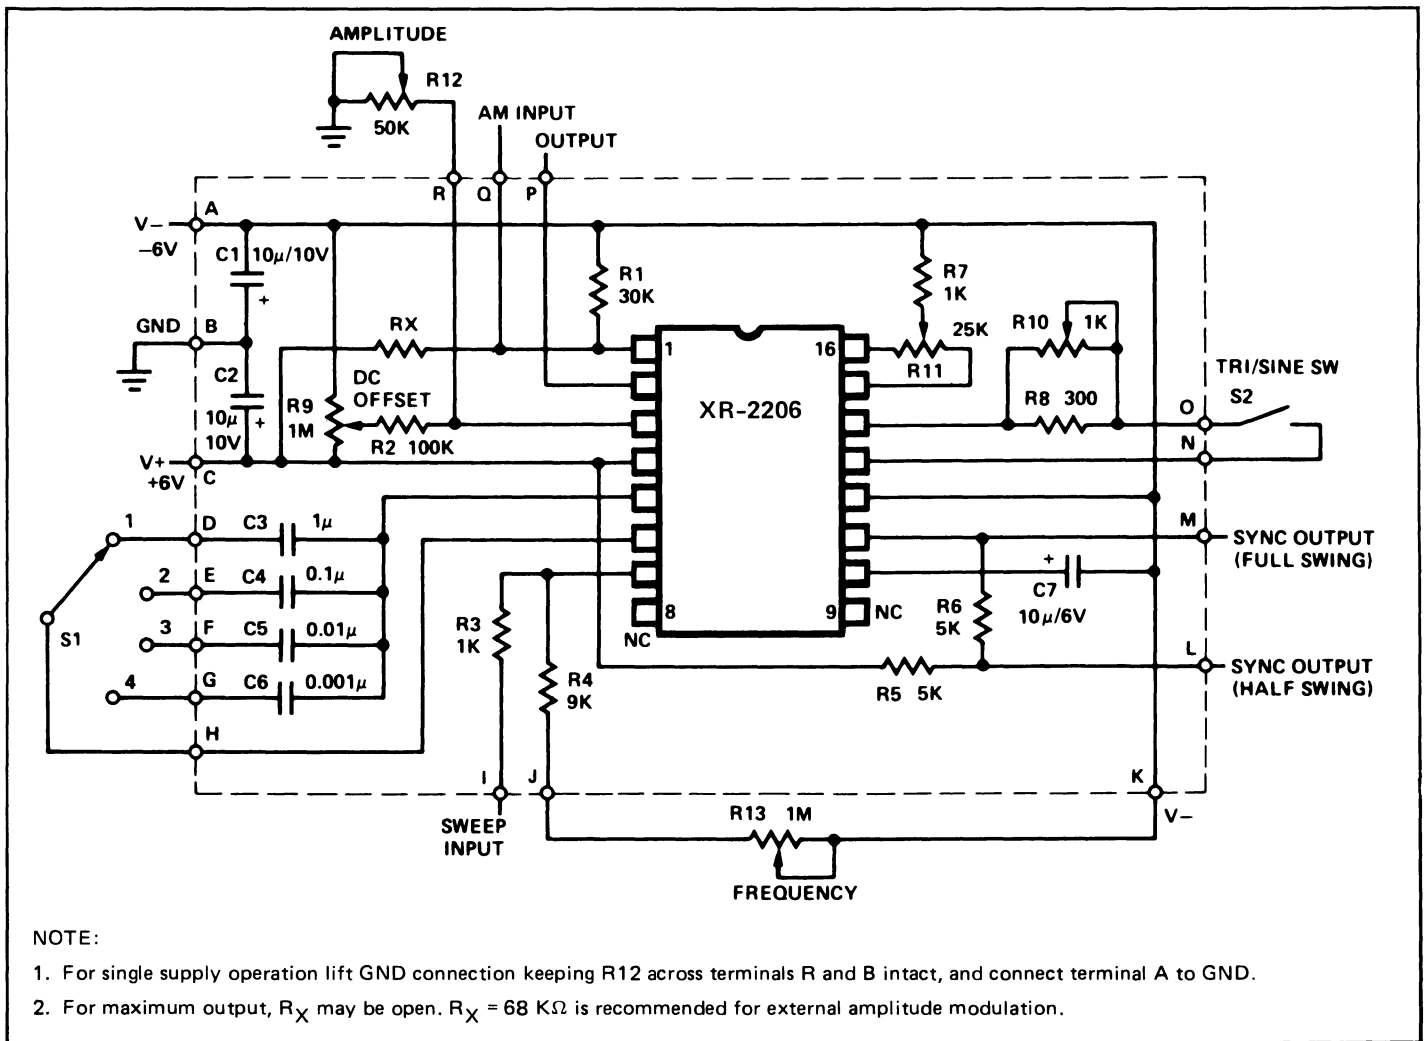 AMPLITUDE
R12
50K
AM INPUT
OUTPUT
R
Q
P
A
V−
−6V
C1 10μ/10V
+
R1
30K
R7
1K
GND
B
RX
R10
1K
25K
R11
C2
DC
OFFSET
10μ
10V
+
R9
1M
R2 100K
1
16
XR-2206
R8 300
TRI/SINE SW
S2
O
N
V+
+6V
C
1
D
C3
1μ
2
E
C4
0.1μ
3
F
C5
0.01μ
4
G
C6
0.001μ
S1
H
M
SYNC OUTPUT
(FULL SWING)
+
C7
10μ/6V
R3
1K
8
NC
9
NC
R6
5K
R4
9K
R5 5K
L
SYNC OUTPUT
(HALF SWING)
I
J
K
V−
SWEEP
INPUT
R13 1M
FREQUENCY
NOTE:
1. For single supply operation lift GND connection keeping R12 across terminals R and B intact, and connect terminal A to GND.
2. For maximum output, RX may be open. RX = 68 KΩ is recommended for external amplitude modulation.